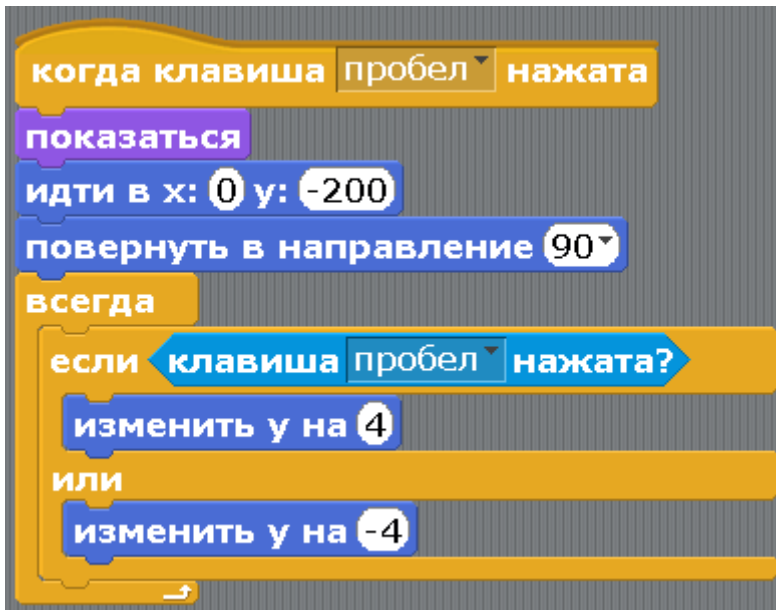 когда клавиша пробел нажата
показаться
идти в x: 0 y: -200
повернуть в направление 90
всегда
если клавиша пробел нажата?
изменить y на 4
или
изменить y на -4